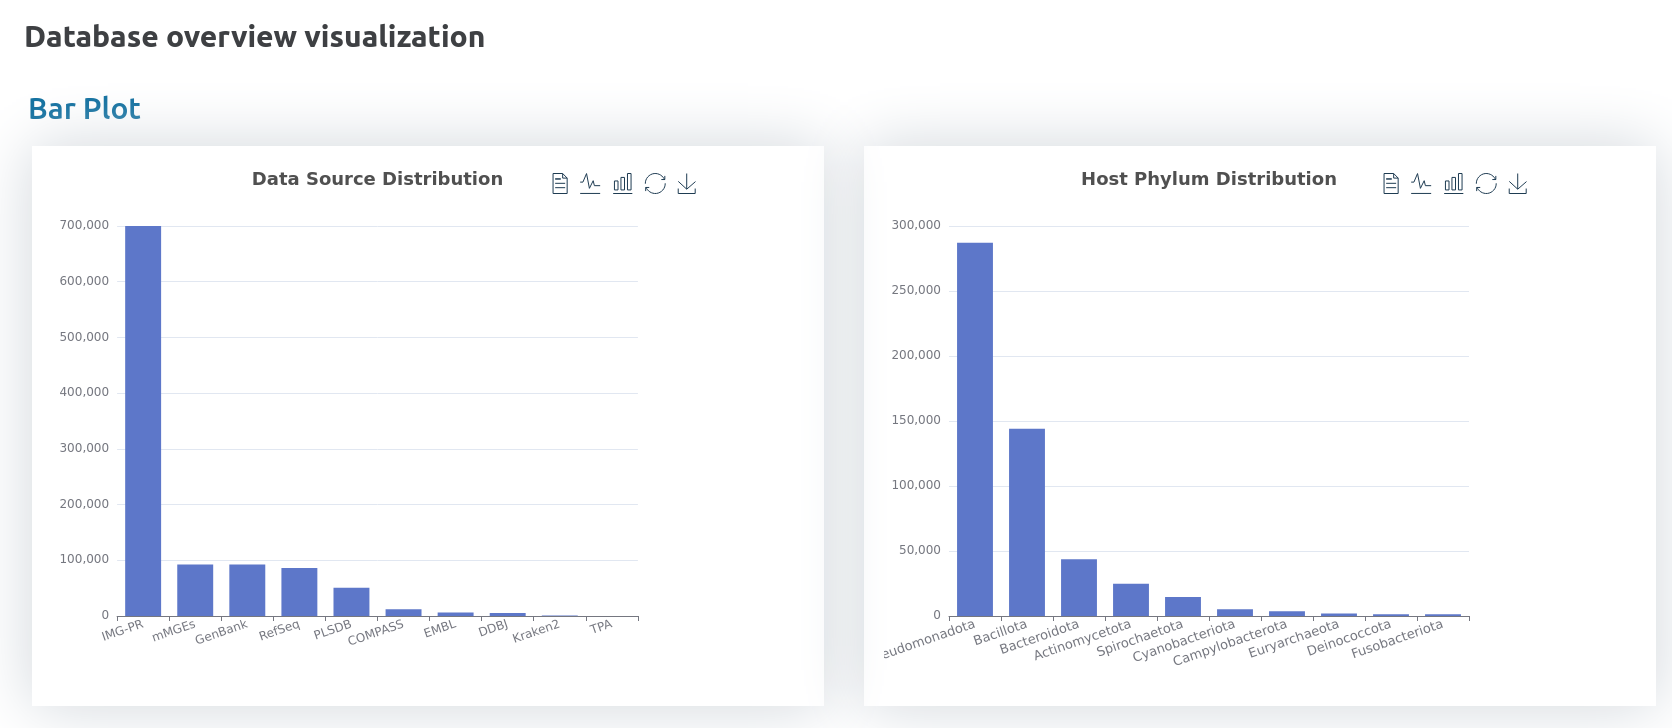 Database overview visualization
Bar Plot
Data Source Distribution
700,000
600,000
500,000
400,000
300,000
200,000
100,000
0
IMG-PR
mMGEs
GenBank
RefSeq
PLSDB
COMPASS
EMBL
DDBJ
Kraken2
TPA
Host Phylum Distribution
300,000
250,000
200,000
150,000
100,000
50,000
0
eudomonadota
Bacillota
Bacteroidota
Actinomycetota
Spirochaetota
Cyanobacteriota
Campylobacterota
Euryarchaeota
Deinococcota
Fusobacteriota